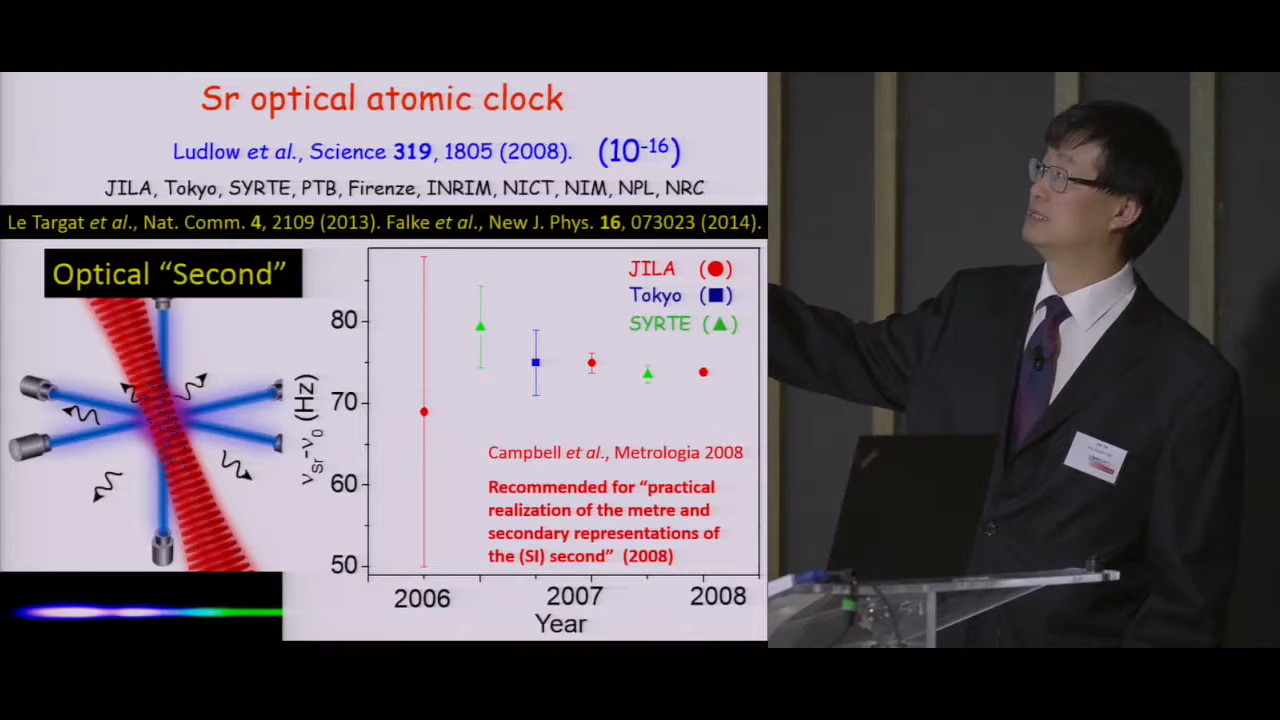 Sr optical atomic clock
Ludlow et al., Science 319, 1805 (2008). (10⁻¹⁶)
JILA, Tokyo, SYRTE, PTB, Firenze, INRIM, NICT, NIM, NPL, NRC
Le Targat et al., Nat. Comm. 4, 2109 (2013). Falke et al., New J. Phys. 16, 073023 (2014).
Optical “Second”
JILA (●)
Tokyo (■)
SYRTE (▲)
80
70
60
50
νsr-ν0 (Hz)
Campbell et al., Metrologia 2008
Recommended for “practical
realization of the metre and
secondary representations of
the (SI) second” (2008)
2006 2007 2008
Year